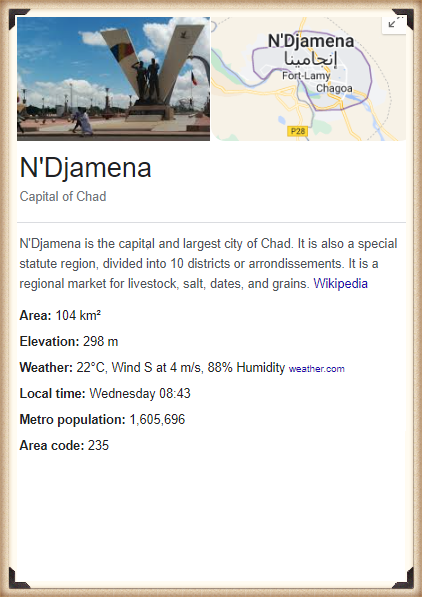 N'Djamena
إنجامينا
Fort-Lamy
Chagoa
P28
N'Djamena
Capital of Chad
N'Djamena is the capital and largest city of Chad. It is also a special
statute region, divided into 10 districts or arrondissements. It is a
regional market for livestock, salt, dates, and grains. Wikipedia
Area: 104 km²
Elevation: 298 m
Weather: 22°C, Wind S at 4 m/s, 88% Humidity weather.com
Local time: Wednesday 08:43
Metro population: 1,605,696
Area code: 235